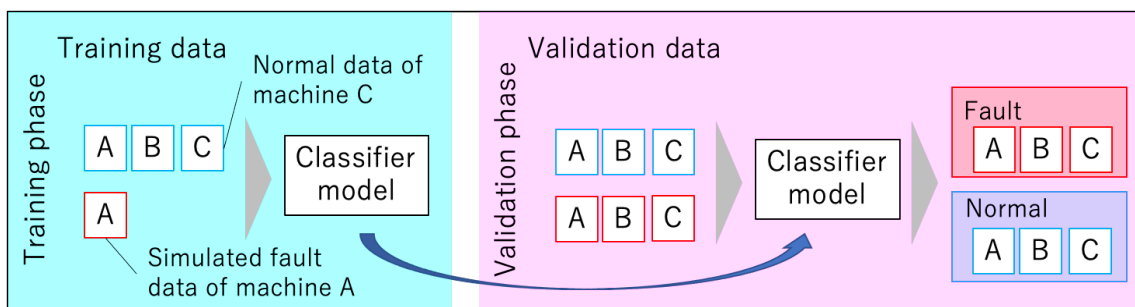 Training phase
Training data
Normal data of
machine C
A B C
A
Classifier
model
Simulated fault
data of machine A
Validation phase
Validation data
A B C
A B C
Classifier
model
Fault
A B C
Normal
A B C